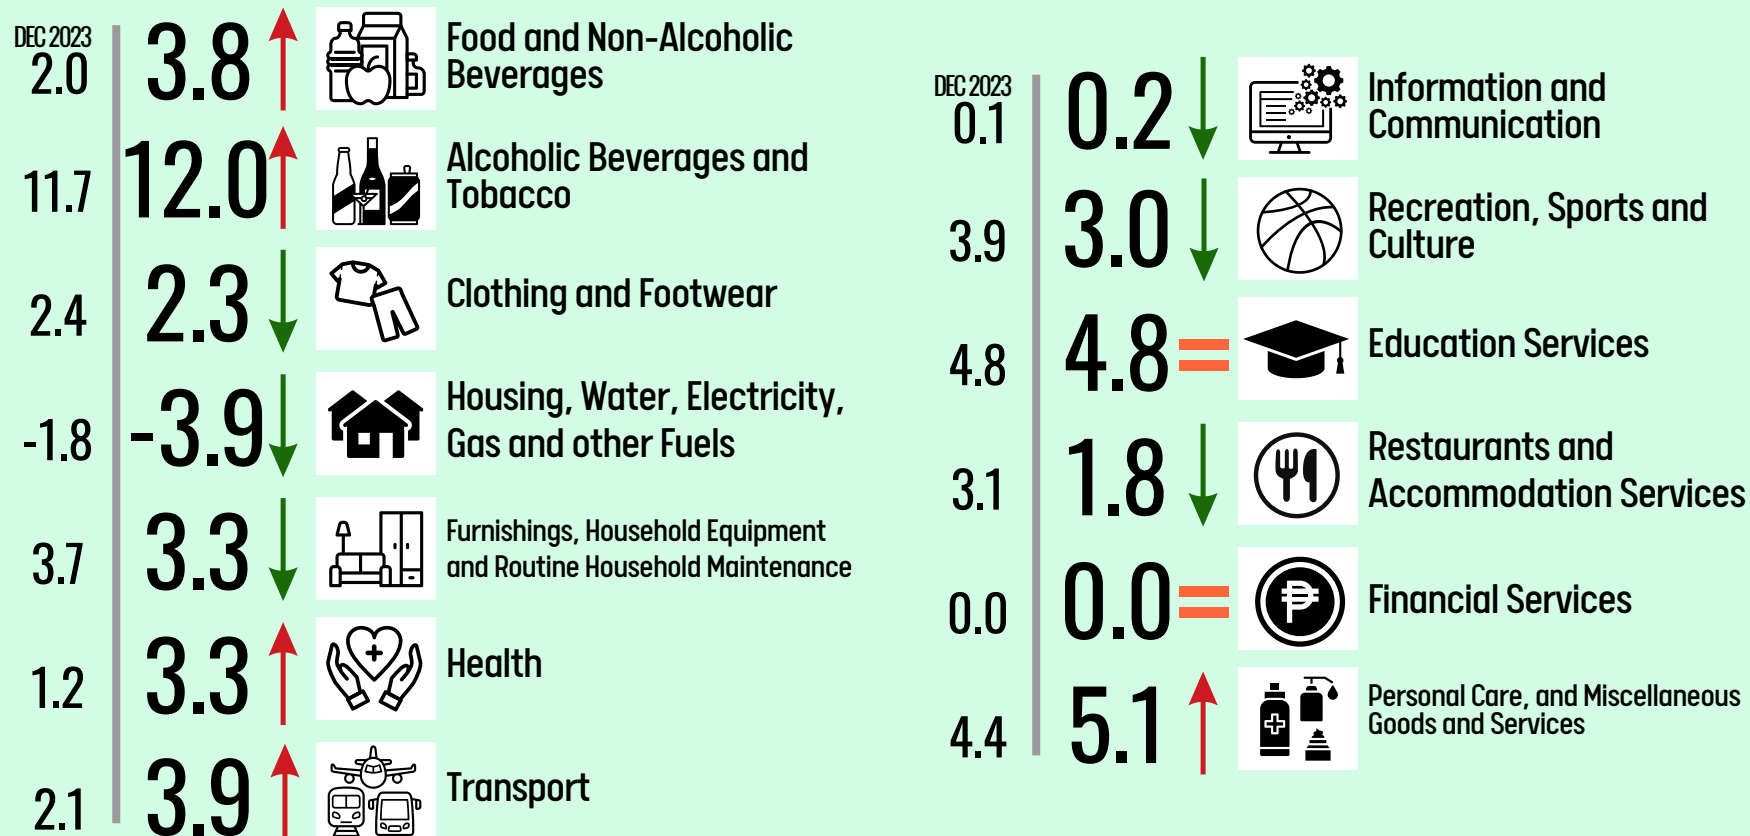 DEC 2023
2.0
3.8
Food and Non-Alcoholic
Beverages
11.7
12.0
Alcoholic Beverages and
Tobacco
2.4
2.3
Clothing and Footwear
-1.8
-3.9
Housing, Water, Electricity,
Gas and other Fuels
3.7
3.3
Furnishings, Household Equipment
and Routine Household Maintenance
1.2
3.3
Health
2.1
3.9
Transport
DEC 2023
0.1
0.2
Information and
Communication
3.9
3.0
Recreation, Sports and
Culture
4.8
4.8
=
Education Services
3.1
1.8
Restaurants and
Accommodation Services
0.0
0.0
=
₱
Financial Services
4.4
5.1
Personal Care, and Miscellaneous
Goods and Services